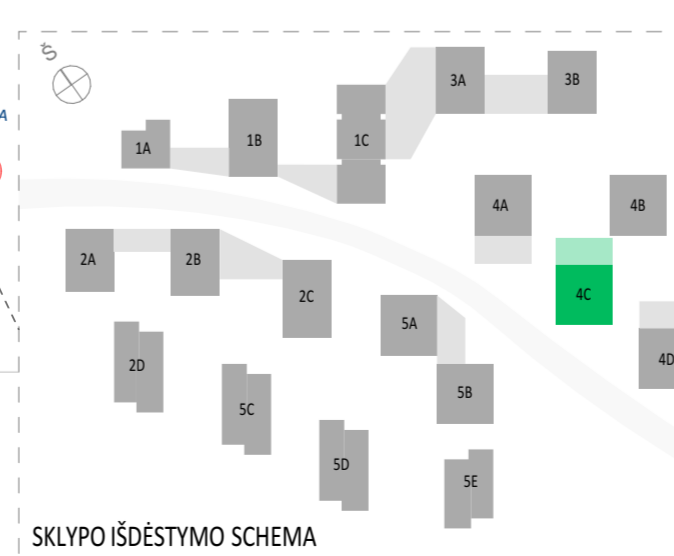 Š
A
3A
3B
1A
1B
1C
4A
4B
2A
2B
2C
4C
5A
4D
2D
5B
5C
5D
5E
SKLYPO IŠDĖSTYMO SCHEMA